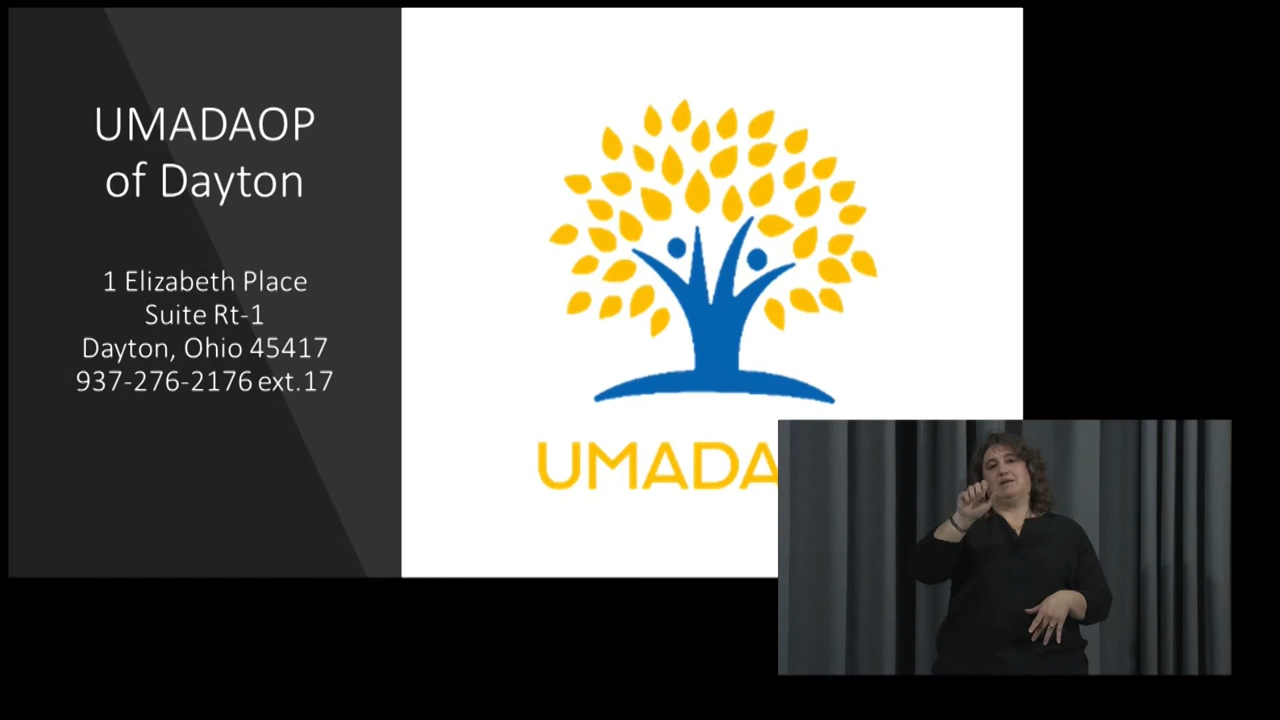 UMADAOP
of Dayton
1 Elizabeth Place
Suite Rt-1
Dayton, Ohio 45417
937-276-2176 ext.17
UMADA